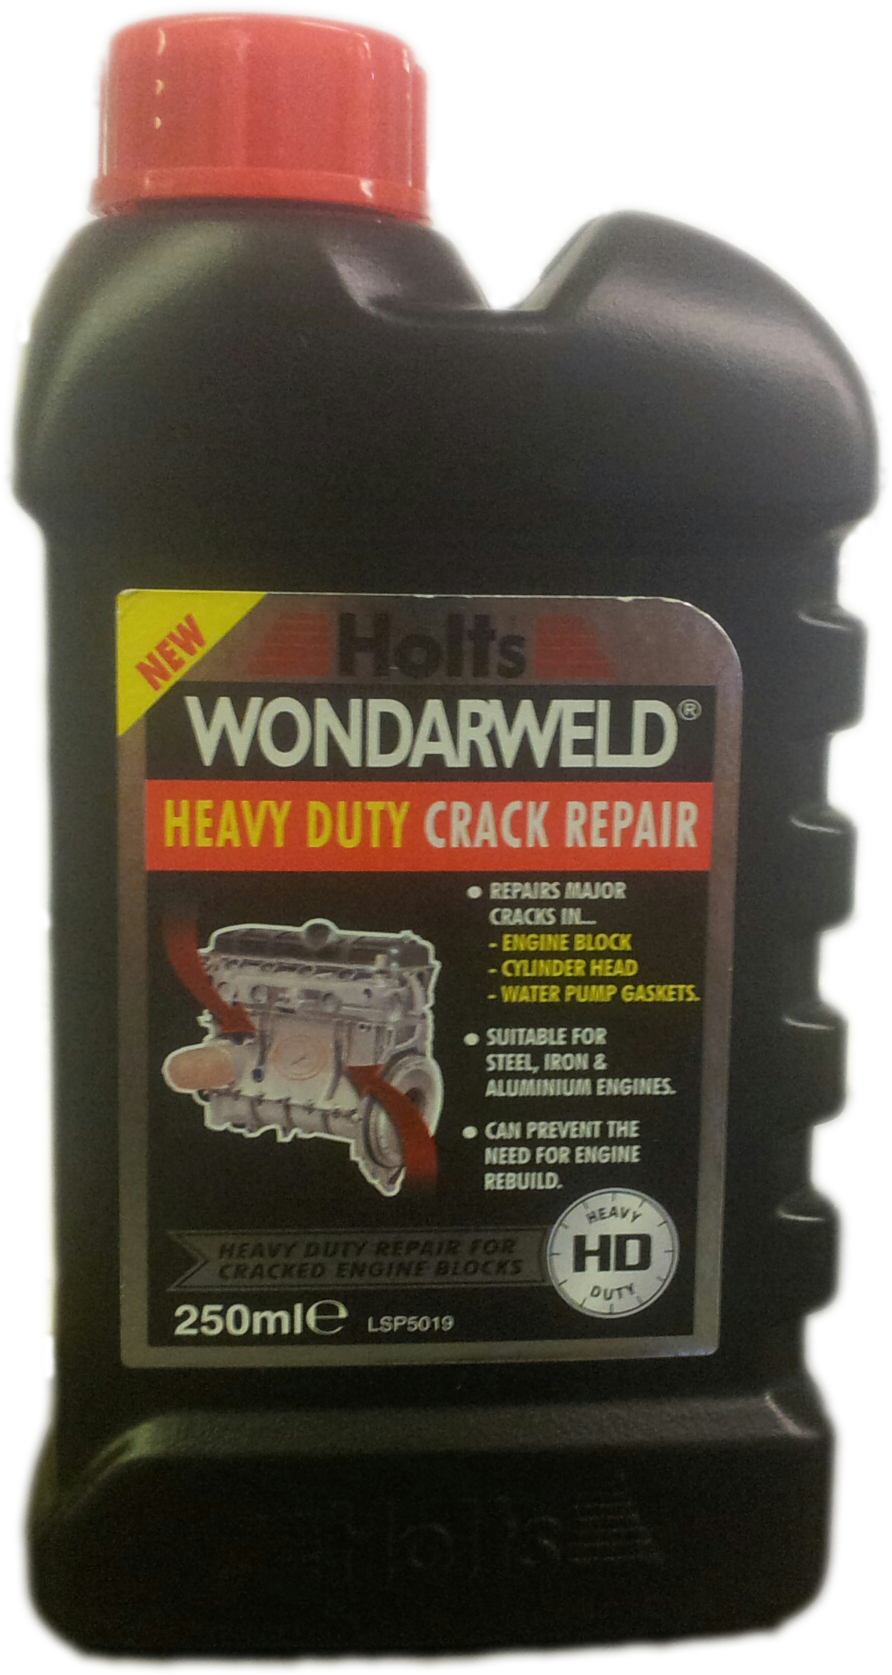 NEW
Holts
WONDARWELD®
HEAVY DUTY CRACK REPAIR
● REPAIRS MAJOR
CRACKS IN...
- ENGINE BLOCK
- CYLINDER HEAD
- WATER PUMP GASKETS.
● SUITABLE FOR
STEEL, IRON &
ALUMINIUM ENGINES.
● CAN PREVENT THE
NEED FOR ENGINE
REBUILD.
HEAVY
HD
DUTY
HEAVY DUTY REPAIR FOR
CRACKED ENGINE BLOCKS
250ml℮ LSP5019
Holts